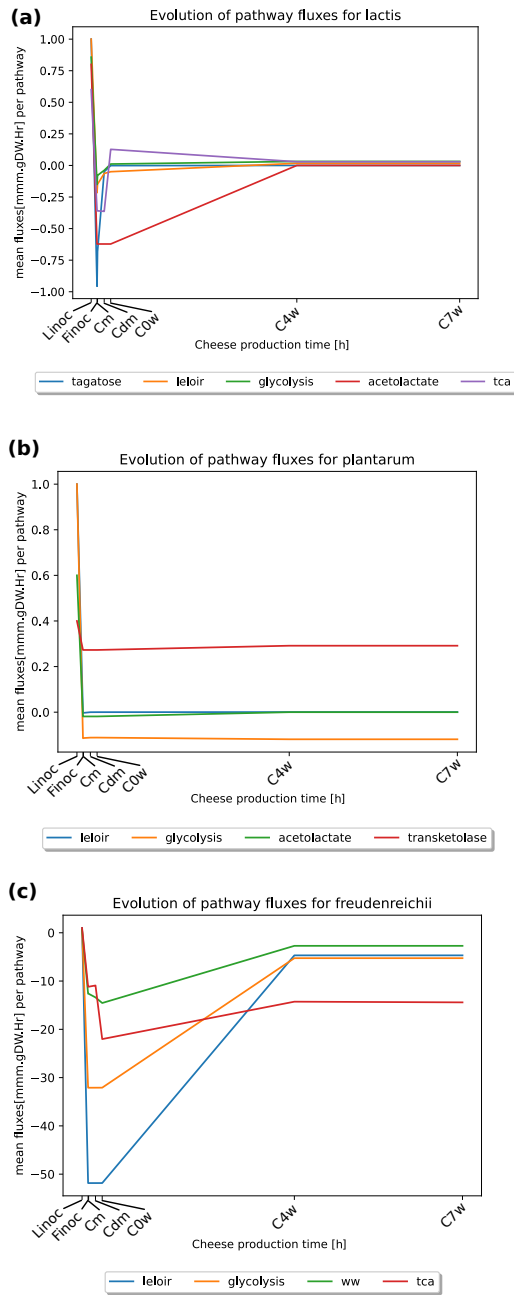 (a)
Evolution of pathway fluxes for lactis
mean fluxes[mmm.gDW.Hr] per pathway
1.00
0.75
0.50
0.25
0.00
−0.25
−0.50
−0.75
−1.00
Linoc
Finoc
Cm
Cdm
C0w
C4w
C7w
Cheese production time [h]
tagatose leloir glycolysis acetolactate tca
(b)
Evolution of pathway fluxes for plantarum
mean fluxes[mmm.gDW.Hr] per pathway
1.0
0.8
0.6
0.4
0.2
0.0
Linoc
Finoc
Cm
Cdm
C0w
C4w
C7w
Cheese production time [h]
leloir glycolysis acetolactate transketolase
(c)
Evolution of pathway fluxes for freudenreichii
mean fluxes[mmm.gDW.Hr] per pathway
0
−10
−20
−30
−40
−50
Linoc
Finoc
Cm
Cdm
C0w
C4w
C7w
Cheese production time [h]
leloir glycolysis ww tca